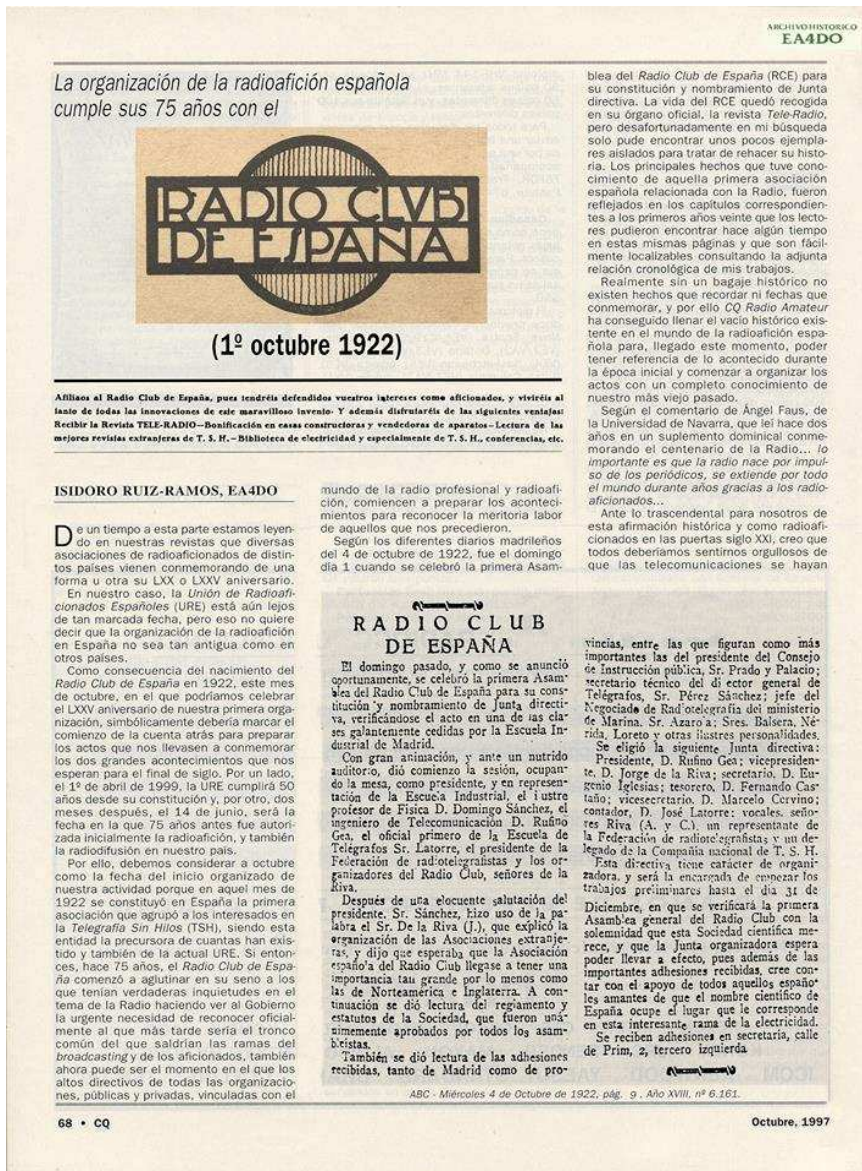 ARCHIVO HISTORICO
EA4DO
La organización de la radioafición española
cumple sus 75 años con el
RADIO CLVB
DE ESPAÑA
(1º octubre 1922)
Afiliaos al Radio Club de España, pues tendréis defendidos vuestros intereses como aficionados, y viviréis al
tanto de todas las innovaciones de este maravilloso invento· Y además disfrutaréis de las siguientes ventajas:
Recibir la Revista TELE-RADIO—Bonificación en casas constructoras y vendedoras de aparatos—Lectura de las
mejores revistas extranjeras de T. S. H.—Biblioteca de electricidad y especialmente de T. S. H., conferencias, etc.
ISIDORO RUIZ-RAMOS, EA4DO
De un tiempo a esta parte estamos leyen-
do en nuestras revistas que diversas
asociaciones de radioaficionados de distin-
tos países vienen conmemorando de una
forma u otra su LXX o LXXV aniversario.
En nuestro caso, la Unión de Radioafi-
cionados Españoles (URE) está aún lejos
de tan marcada fecha, pero eso no quiere
decir que la organización de la radioafición
en España no sea tan antigua como en
otros países.
Como consecuencia del nacimiento del
Radio Club de España en 1922, este mes
de octubre, en el que podríamos celebrar
el LXXV aniversario de nuestra primera orga-
nización, simbólicamente debería marcar el
comienzo de la cuenta atrás para preparar
los actos que nos llevasen a conmemorar
los dos grandes acontecimientos que nos
esperan para el final de siglo. Por un lado,
el 1º de abril de 1999, la URE cumplirá 50
años desde su constitución y, por otro, dos
meses después, el 14 de junio, será la
fecha en la que 75 años antes fue autori-
zada inicialmente la radioafición, y también
la radiodifusión en nuestro país.
Por ello, debemos considerar a octubre
como la fecha del inicio organizado de
nuestra actividad porque en aquel mes de
1922 se constituyó en España la primera
asociación que agrupó a los interesados en
la Telegrafía Sin Hilos (TSH), siendo esta
entidad la precursora de cuantas han exis-
tido y también de la actual URE. Si enton-
ces, hace 75 años, el Radio Club de Espa-
ña comenzó a aglutinar en su seno a los
que tenían verdaderas inquietudes en el
tema de la Radio haciendo ver al Gobierno
la urgente necesidad de reconocer oficial-
mente al que más tarde sería el tronco
común del que saldrían las ramas del
broadcasting y de los aficionados, también
ahora puede ser el momento en el que los
altos directivos de todas las organizacio-
nes, públicas y privadas, vinculadas con el
mundo de la radio profesional y radioafi-
ción, comiencen a preparar los aconteci-
mientos para reconocer la meritoria labor
de aquellos que nos precedieron.
Según los diferentes diarios madrileños
del 4 de octubre de 1922, fue el domingo
día 1 cuando se celebró la primera Asam-
blea del Radio Club de España (RCE) para
su constitución y nombramiento de Junta
directiva. La vida del RCE quedó recogida
en su órgano oficial, la revista Tele-Radio,
pero desafortunadamente en mi búsqueda
solo pude encontrar unos pocos ejempla-
res aislados para tratar de rehacer su histo-
ria. Los principales hechos que tuve cono-
cimiento de aquella primera asociación
española relacionada con la Radio, fueron
reflejados en los capítulos correspondien-
tes a los primeros años veinte que los lecto-
res pudieron encontrar hace algún tiempo
en estas mismas páginas y que son fácil-
mente localizables consultando la adjunta
relación cronológica de mis trabajos.
Realmente sin un bagaje histórico no
existen hechos que recordar ni fechas que
conmemorar, y por ello CQ Radio Amateur
ha conseguido llenar el vacío histórico exis-
tente en el mundo de la radioafición espa-
ñola para, llegado este momento, poder
tener referencia de lo acontecido durante
la época inicial y comenzar a organizar los
actos con un completo conocimiento de
nuestro más viejo pasado.
Según el comentario de Ángel Faus, de
la Universidad de Navarra, que leí hace dos
años en un suplemento dominical conme-
morando el centenario de la Radio... lo
importante es que la radio nace por impul-
so de los periódicos, se extiende por todo
el mundo durante años gracias a los radio-
aficionados...
Ante lo trascendental para nosotros de
esta afirmación histórica y como radioafi-
cionados en las puertas siglo XXI, creo que
todos deberíamos sentirnos orgullosos de
que las telecomunicaciones se hayan
RADIO CLUB
DE ESPAÑA
El domingo pasado, y como se anunció
oportunamente, se celebró la primera Asam-
blea del Radio Club de España para su cons-
titución y nombramiento de Junta directi-
va, verificándose el acto en una de las cla-
ses galantemente cedidas por la Escuela In-
dustrial de Madrid.
Con gran animación, y ante un nutrido
auditorio, dió comienzo la sesión, ocupan-
do la mesa, como presidente, y en represen-
tación de la Escuela Industrial, el ilustre
profesor de Física D. Domingo Sánchez, el
ingeniero de Telecomunicación D. Rufino
Gea, el oficial primero de la Escuela de
Telégrafos Sr. Latorre, el presidente de la
Federación de radiotelegrafistas y los or-
ganizadores del Radio Club, señores de la
Riva.
Después de una elocuente salutación del
presidente, Sr. Sánchez, hizo uso de la pa-
labra el Sr. De la Riva (J.), que explicó la
organización de las Asociaciones extranje-
ras, y dijo que esperaba que la Asociación
española del Radio Club llegase a tener una
importancia tan grande por lo menos como
las de Norteamérica e Inglaterra. A con-
tinuación se dió lectura del reglamento y
estatutos de la Sociedad, que fueron uná-
nimemente aprobados por todos los asam-
bleístas.
También se dió lectura de las adhesiones
recibidas, tanto de Madrid como de pro-
vincias, entre las que figuran como más
importantes las del presidente del Consejo
de Instrucción pública, Sr. Prado y Palacio;
secretario técnico del director general de
Telégrafos, Sr. Pérez Sánchez; jefe del
Negociado de Radiotelegrafía del ministerio
de Marina, Sr. Azarola; Sres. Balsera, Né-
rida, Loreto y otras ilustres personalidades.
Se eligió la siguiente Junta directiva:
Presidente, D. Rufino Gea; vicepresiden-
te, D. Jorge de la Riva; secretario, D. Eu-
genio Iglesias; tesorero, D. Fernando Cas-
taño; vicesecretario, D. Marcelo Cervino;
contador, D. José Latorre; vocales, seño-
res Riva (A. y C.), un representante de
la Federación de radiotelegrafistas y un de-
legado de la Compañía nacional de T. S. H.
Esta directiva tiene carácter de organi-
zadora, y será la encargada de empezar los
trabajos preliminares hasta el día 31 de
Diciembre, en que se verificará la primera
Asamblea general del Radio Club con la
solemnidad que esta Sociedad científica me-
rece, y que la Junta organizadora espera
poder llevar a efecto, pues además de las
importantes adhesiones recibidas, cree con-
tar con el apoyo de todos aquellos españo-
les amantes de que el nombre científico de
España ocupe el lugar que le corresponde
en esta interesante rama de la electricidad.
Se reciben adhesiones en secretaría, calle
de Prim, 2, tercero izquierda
ABC - Miércoles 4 de Octubre de 1922, pág. 9. Año XVIII, nº 6.161.
68 • CQ
Octubre, 1997